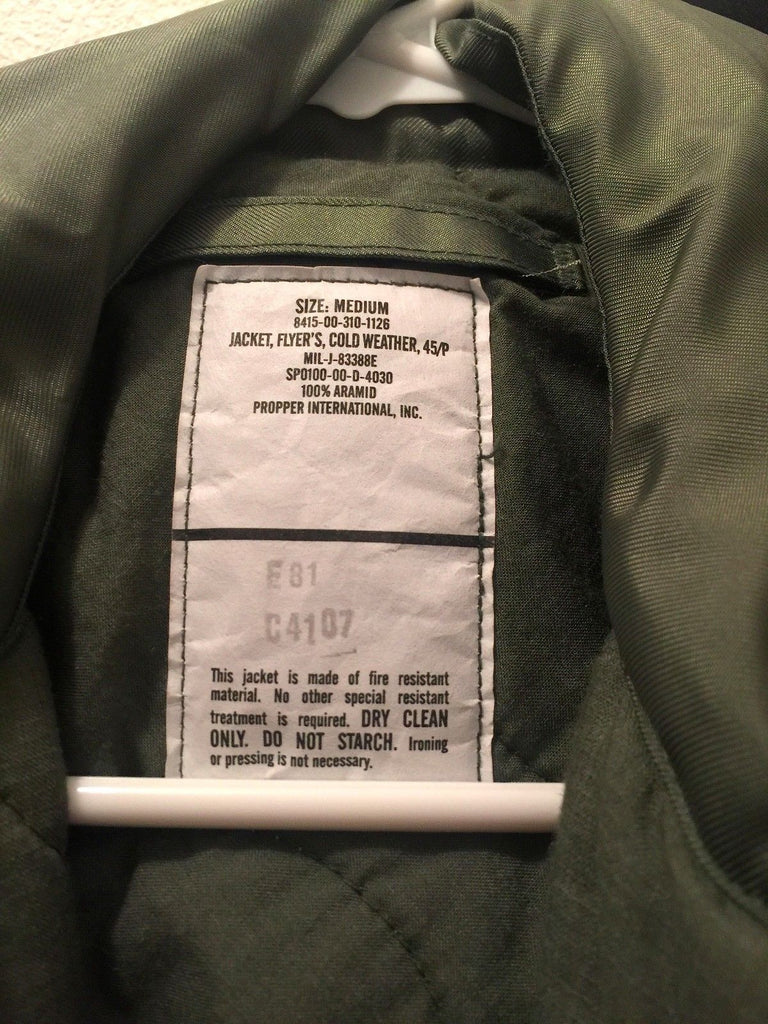 SIZE: MEDIUM
8415-00-310-1126
JACKET, FLYER'S, COLD WEATHER, 45/P
MIL-J-83388E
SP0100-00-D-4030
100% ARAMID
PROPPER INTERNATIONAL, INC.
E81
C4107
This jacket is made of fire resistant
material. No other special resistant
treatment is required. DRY CLEAN
ONLY. DO NOT STARCH. Ironing
or pressing is not necessary.